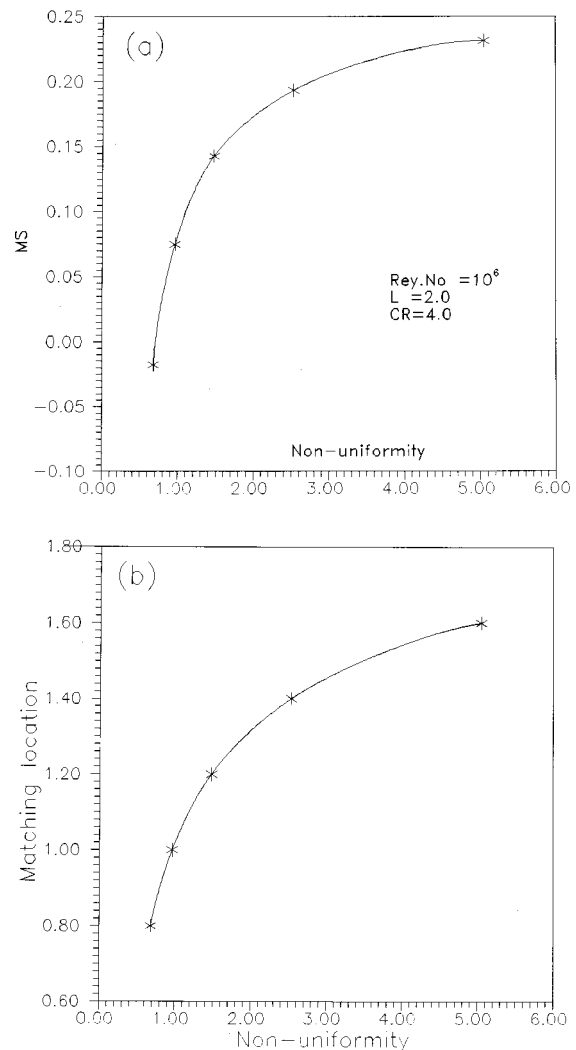 (a)
0.25
0.20
0.15
0.10
0.05
0.00
−0.05
−0.10
MS
Rey.No =10⁶
L =2.0
CR=4.0
Non−uniformity
0.00 1.00 2.00 3.00 4.00 5.00 6.00
(b)
1.80
1.60
1.40
1.20
1.00
0.80
0.60
Matching location
0.00 1.00 2.00 3.00 4.00 5.00 6.00
Non−uniformity